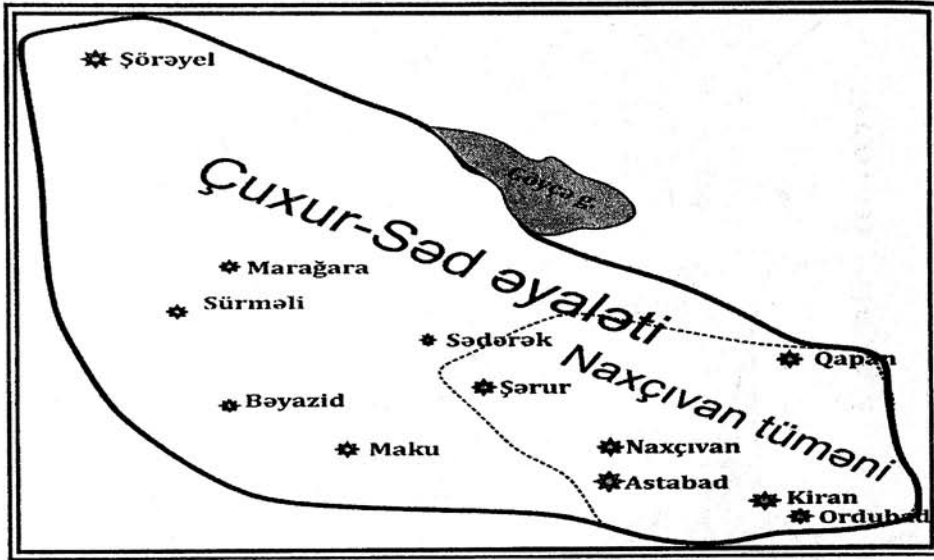 Şörəyel
Göyçə g.
Çuxur-Səd əyaləti
Marağara
Sürməli
Sədərək
Qapan
Naxçıvan tüməni
Şərur
Bəyazid
Maku
Naxçıvan
Astabad
Kiran
Ordubad